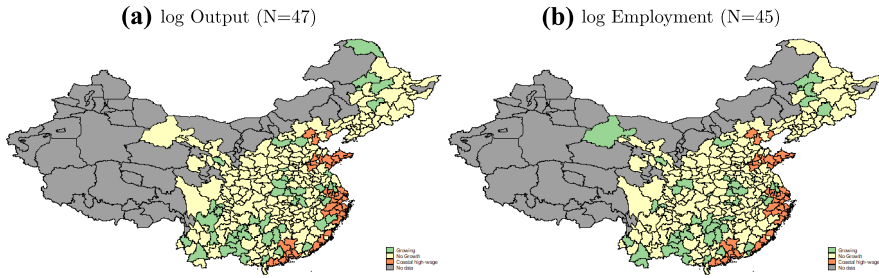 (a) log Output (N=47)
(b) log Employment (N=45)
Growing
No Growth
Coastal high-wage
No data
Growing
No Growth
Coastal high-wage
No data